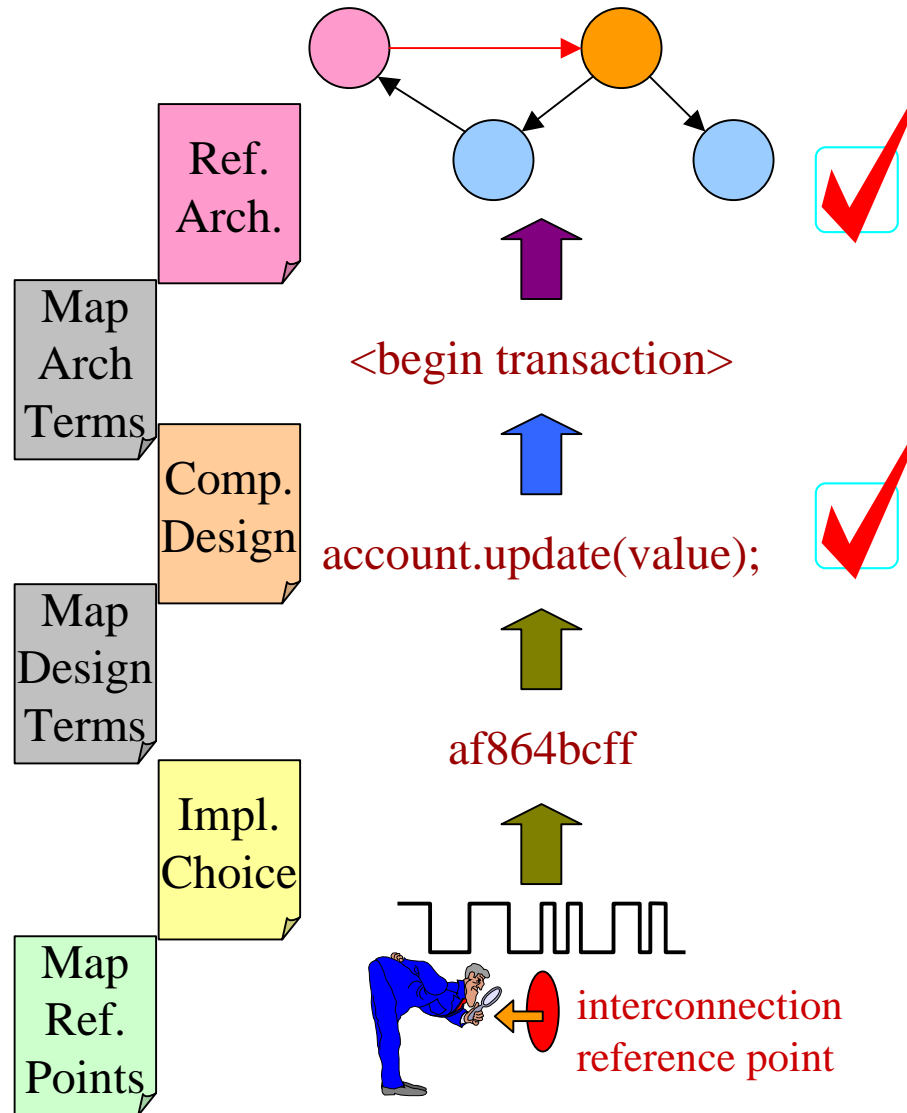 Ref.
Arch.
Map
Arch
Terms
<begin transaction>
Comp.
Design
account.update(value);
Map
Design
Terms
af864bcff
Impl.
Choice
Map
Ref.
Points
interconnection
reference point